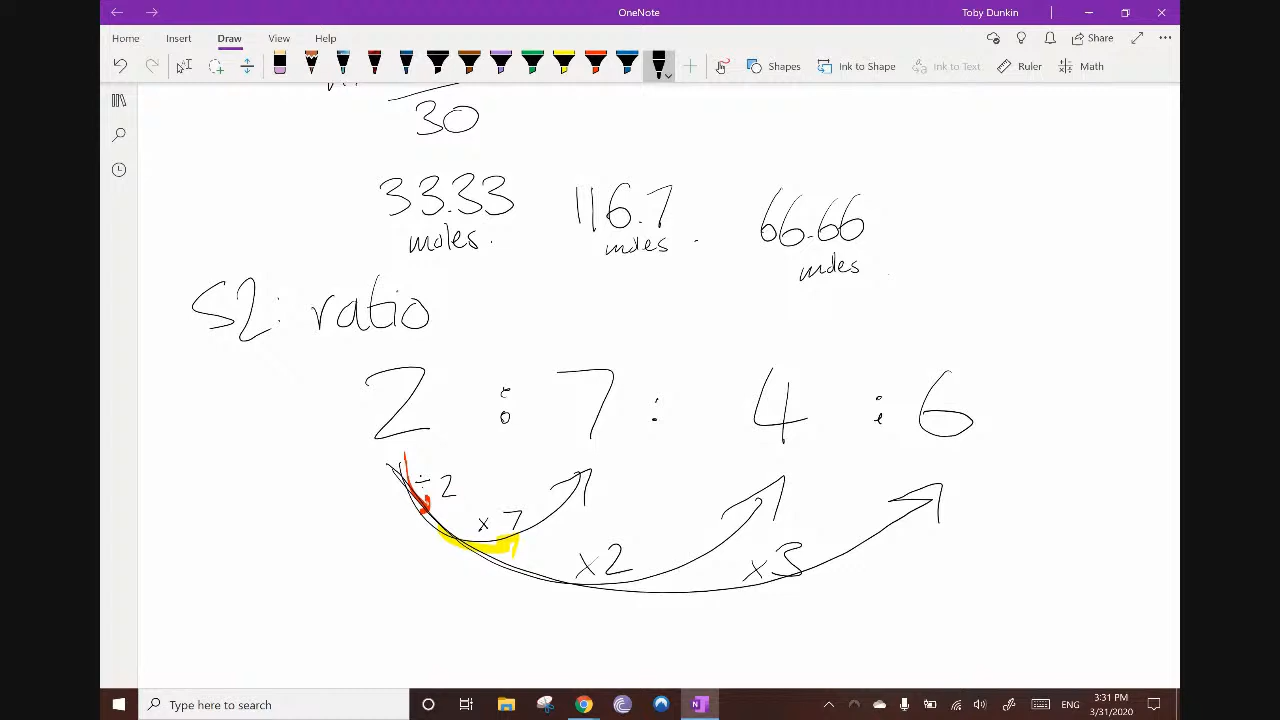 OneNote
Toby Dunkin
Home Insert Draw View Help
Share
Shapes Ink to Shape Ink to Text Ruler Math
30
33.33 116.7 66.66
moles. moles. moles
S2: ratio
2 : 7 : 4 : 6
÷2
x 7
x2 x3
Type here to search
ENG
3:31 PM
3/31/2020